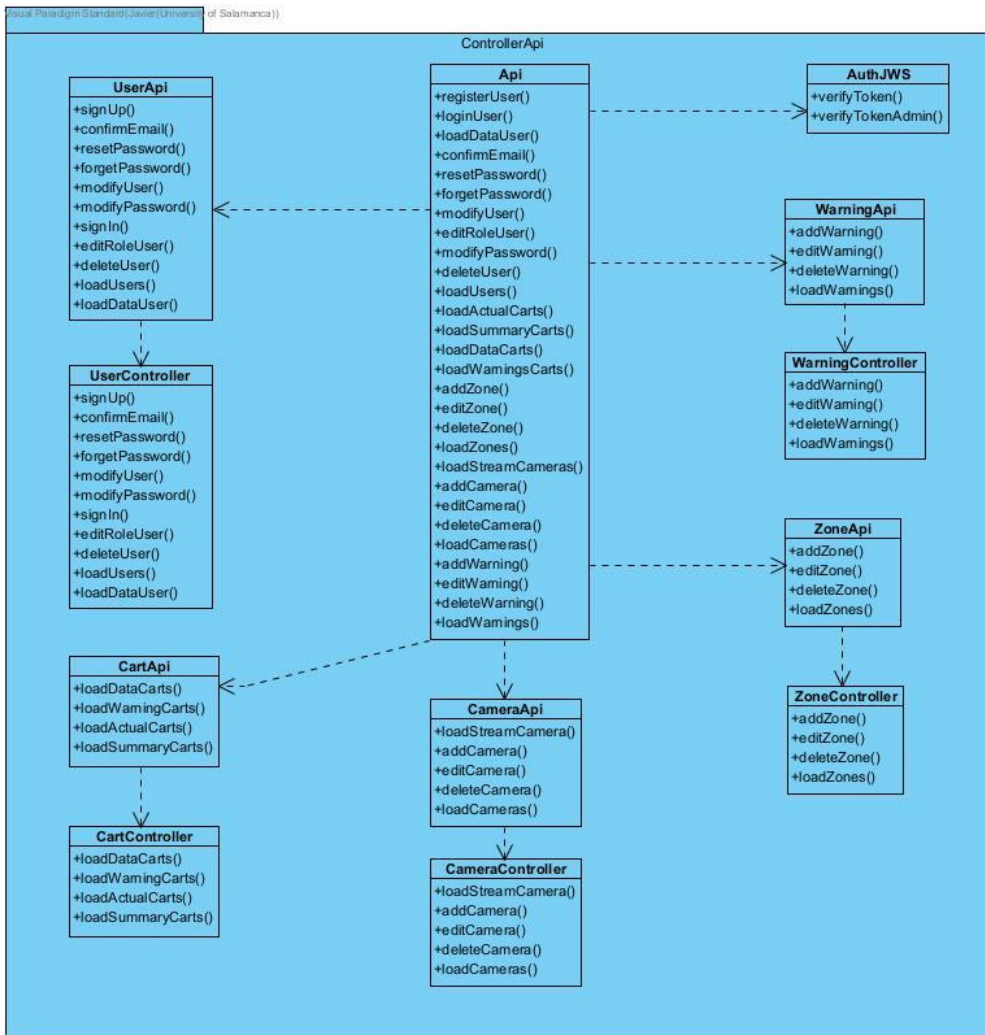 Visual Paradigm Standard(Javier(University of Salamanca))
ControllerApi
UserApi
+signUp()
+confirmEmail()
+resetPassword()
+forgetPassword()
+modifyUser()
+modifyPassword()
+signIn()
+editRoleUser()
+deleteUser()
+loadUsers()
+loadDataUser()
UserController
+signUp()
+confirmEmail()
+resetPassword()
+forgetPassword()
+modifyUser()
+modifyPassword()
+signIn()
+editRoleUser()
+deleteUser()
+loadUsers()
+loadDataUser()
CartApi
+loadDataCarts()
+loadWarningCarts()
+loadActualCarts()
+loadSummaryCarts()
CartController
+loadDataCarts()
+loadWarningCarts()
+loadActualCarts()
+loadSummaryCarts()
Api
+registerUser()
+loginUser()
+loadDataUser()
+confirmEmail()
+resetPassword()
+forgetPassword()
+modifyUser()
+editRoleUser()
+modifyPassword()
+deleteUser()
+loadUsers()
+loadActualCarts()
+loadSummaryCarts()
+loadDataCarts()
+loadWarningsCarts()
+addZone()
+editZone()
+deleteZone()
+loadZones()
+loadStreamCameras()
+addCamera()
+editCamera()
+deleteCamera()
+loadCameras()
+addWarning()
+editWarning()
+deleteWarning()
+loadWarnings()
CameraApi
+loadStreamCamera()
+addCamera()
+editCamera()
+deleteCamera()
+loadCameras()
CameraController
+loadStreamCamera()
+addCamera()
+editCamera()
+deleteCamera()
+loadCameras()
AuthJWS
+verifyToken()
+verifyTokenAdmin()
WarningApi
+addWarning()
+editWarning()
+deleteWarning()
+loadWarnings()
WarningController
+addWarning()
+editWarning()
+deleteWarning()
+loadWarnings()
ZoneApi
+addZone()
+editZone()
+deleteZone()
+loadZones()
ZoneController
+addZone()
+editZone()
+deleteZone()
+loadZones()